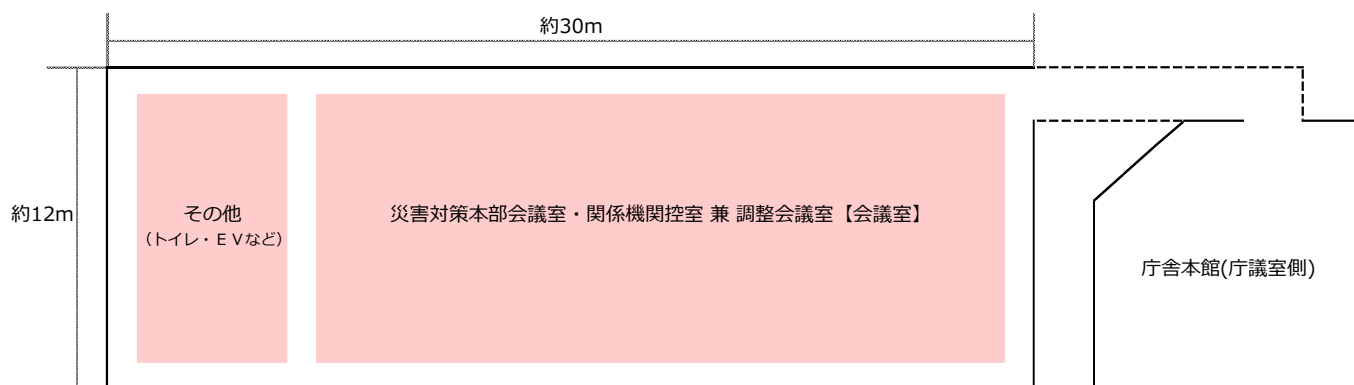 約30m
約12m
その他
（トイレ・ＥＶなど）
災害対策本部会議室・関係機関控室 兼 調整会議室【会議室】
庁舎本館(庁議室側)